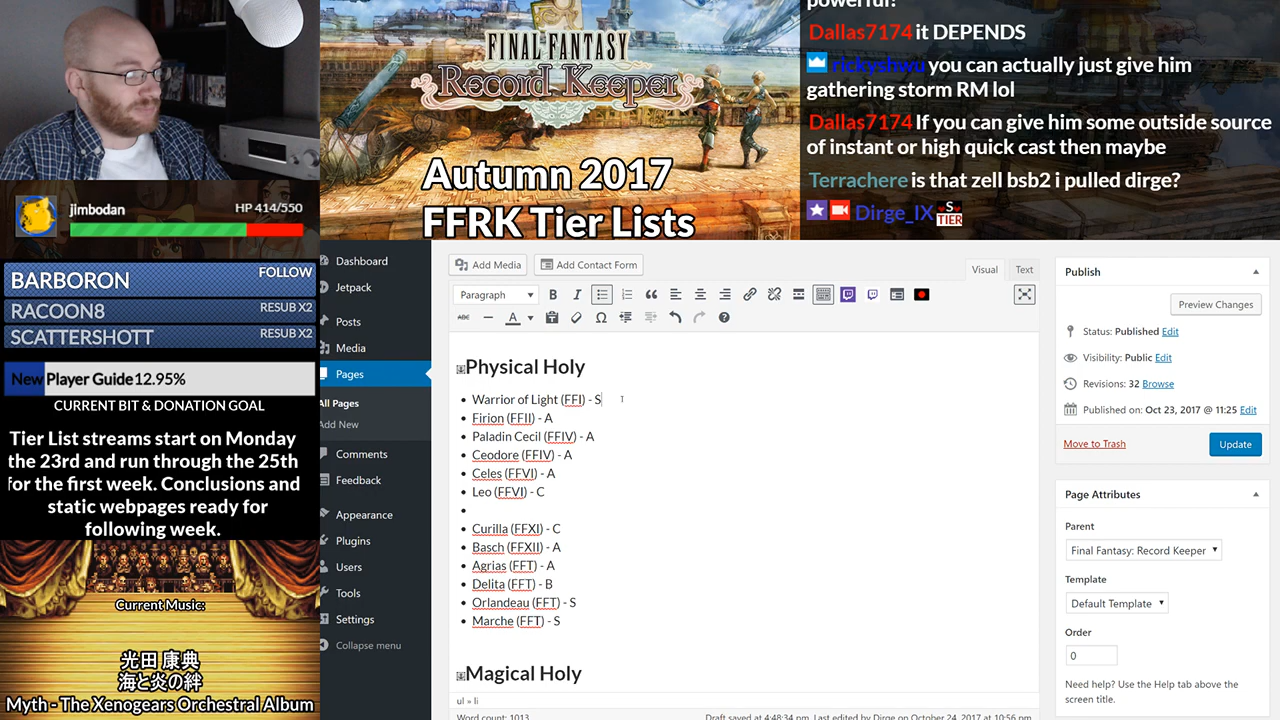 jimbodan
HP 414/550
BARBORON
FOLLOW
RACOON8
RESUB X2
SCATTERSHOTT
RESUB X2
New Player Guide 12.95%
CURRENT BIT & DONATION GOAL
Tier List streams start on Monday
the 23rd and run through the 25th
for the first week. Conclusions and
static webpages ready for
following week.
Current Music:
光田 康典
海と炎の絆
Myth - The Xenogears Orchestral Album
FINAL FANTASY
Record Keeper
Autumn 2017
FFRK Tier Lists
powerful?
Dallas7174 it DEPENDS
rickyshwu you can actually just give him
gathering storm RM lol
Dallas7174 If you can give him some outside source
of instant or high quick cast then maybe
Terrachere is that zell bsb2 i pulled dirge?
Dirge_IX S TIER
Dashboard
Jetpack
Posts
Media
Pages
All Pages
Add New
Comments
Feedback
Appearance
Plugins
Users
Tools
Settings
Collapse menu
Add Media
Add Contact Form
Visual
Text
Paragraph
Physical Holy
Warrior of Light (FFI) - S
Firion (FFII) - A
Paladin Cecil (FFIV) - A
Ceodore (FFIV) - A
Celes (FFVI) - A
Leo (FFVI) - C
Curilla (FFXI) - C
Basch (FFXII) - A
Agrias (FFT) - A
Delita (FFT) - B
Orlandeau (FFT) - S
Marche (FFT) - S
Magical Holy
ul » li
Word count: 1013
Draft saved at 4:48:34 pm. Last edited by Dirge on October 24, 2017 at 10:56 pm
Publish
Preview Changes
Status: Published Edit
Visibility: Public Edit
Revisions: 32 Browse
Published on: Oct 23, 2017 @ 11:25 Edit
Move to Trash
Update
Page Attributes
Parent
Final Fantasy: Record Keeper
Template
Default Template
Order
0
Need help? Use the Help tab above the
screen title.